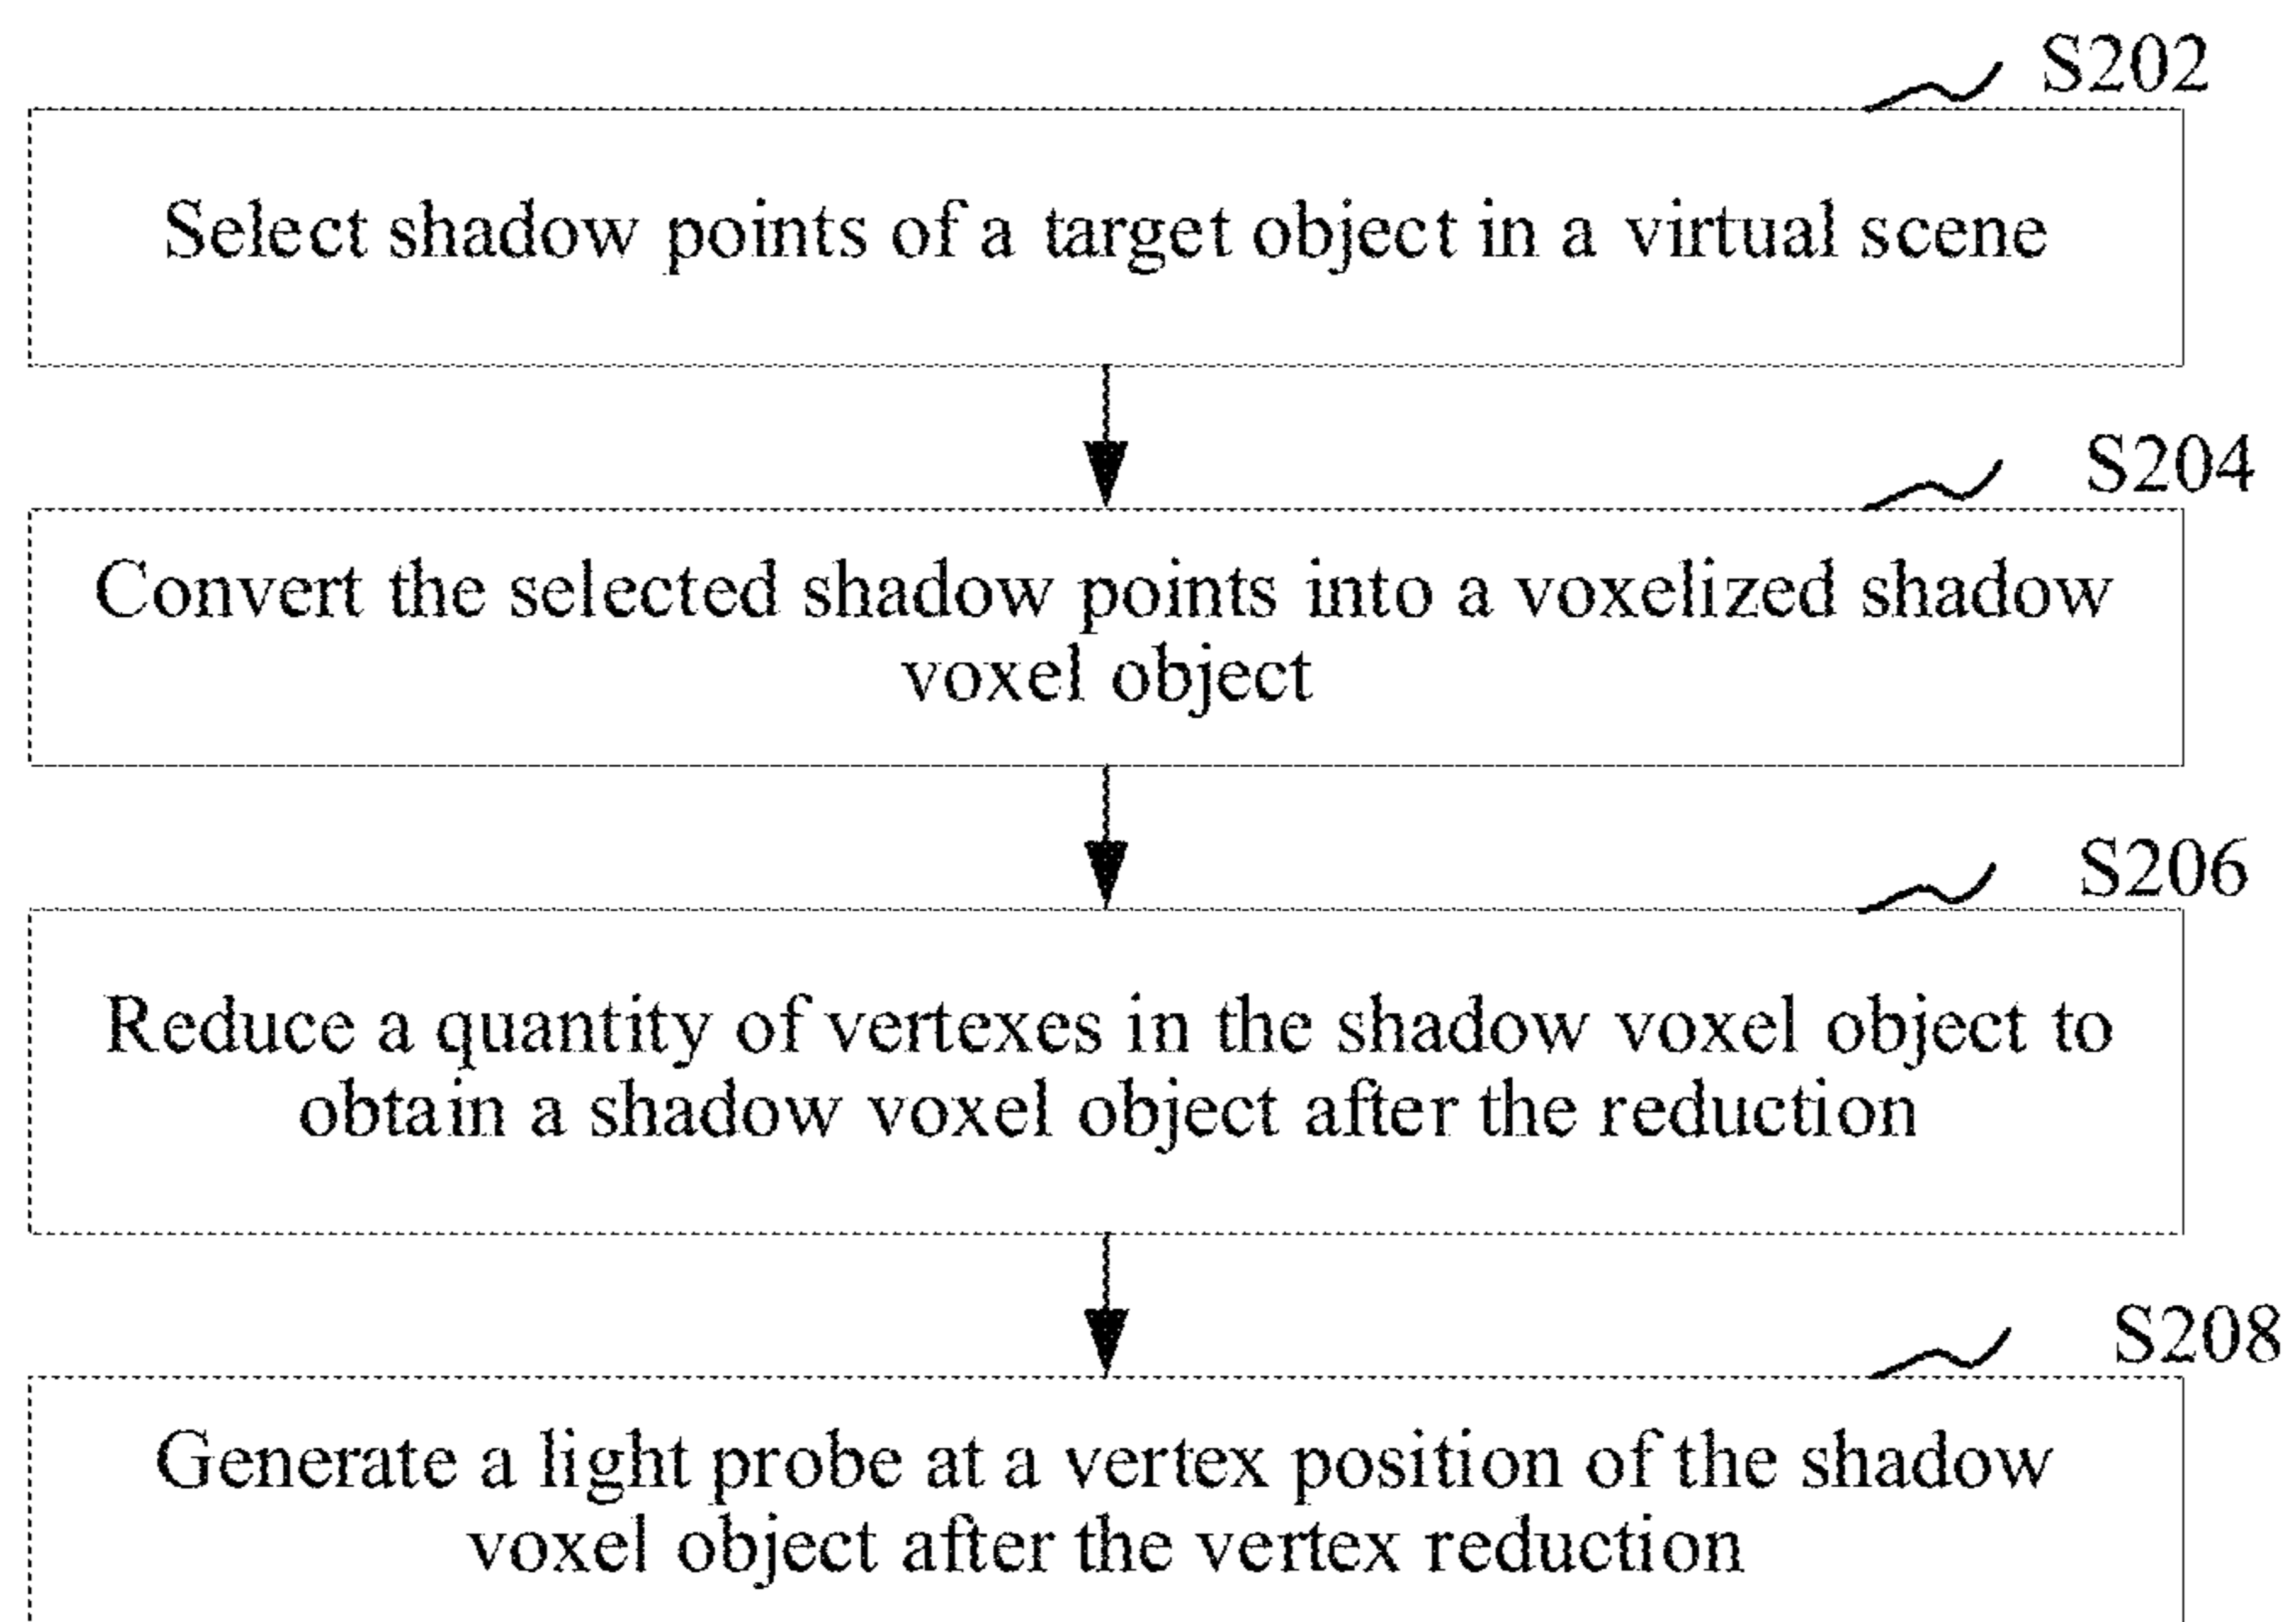 S202
Select shadow points of a target object in a virtual scene
S204
Convert the selected shadow points into a voxelized shadow
voxel object
S206
Reduce a quantity of vertexes in the shadow voxel object to
obtain a shadow voxel object after the reduction
S208
Generate a light probe at a vertex position of the shadow
voxel object after the vertex reduction